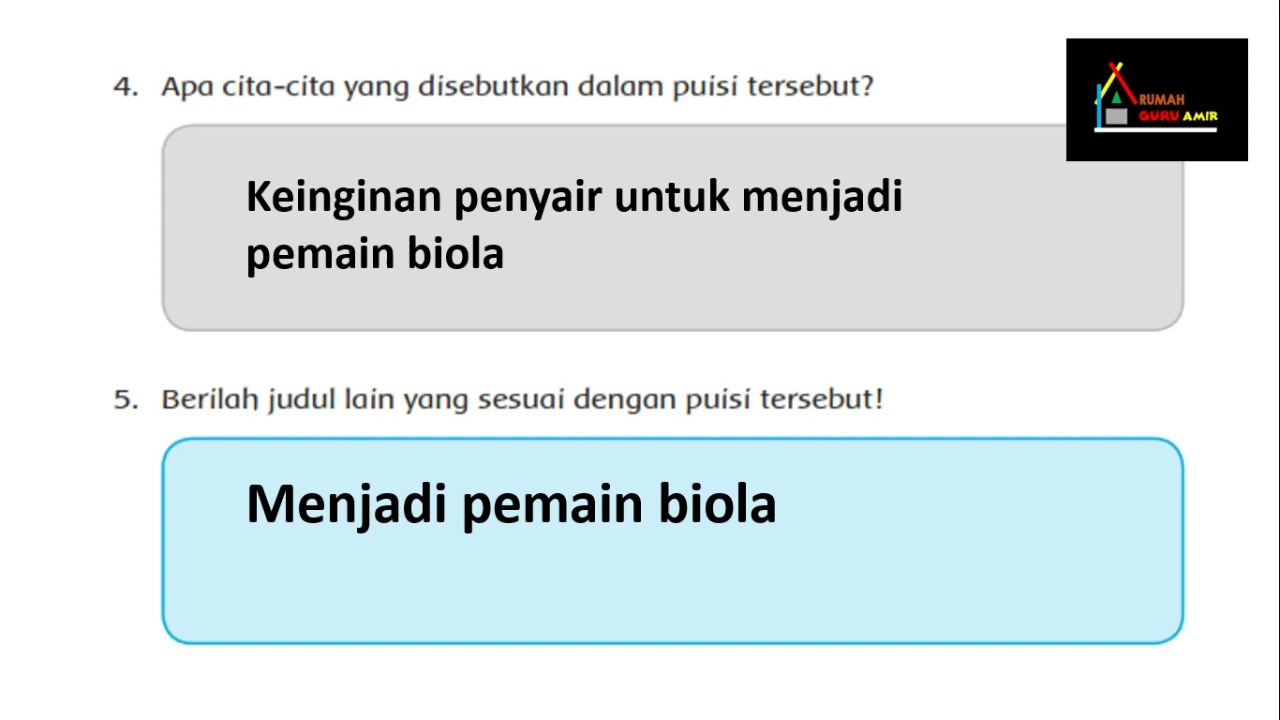 4. Apa cita-cita yang disebutkan dalam puisi tersebut?
RUMAH
GURU AMIR
Keinginan penyair untuk menjadi
pemain biola
5. Berilah judul lain yang sesuai dengan puisi tersebut!
Menjadi pemain biola